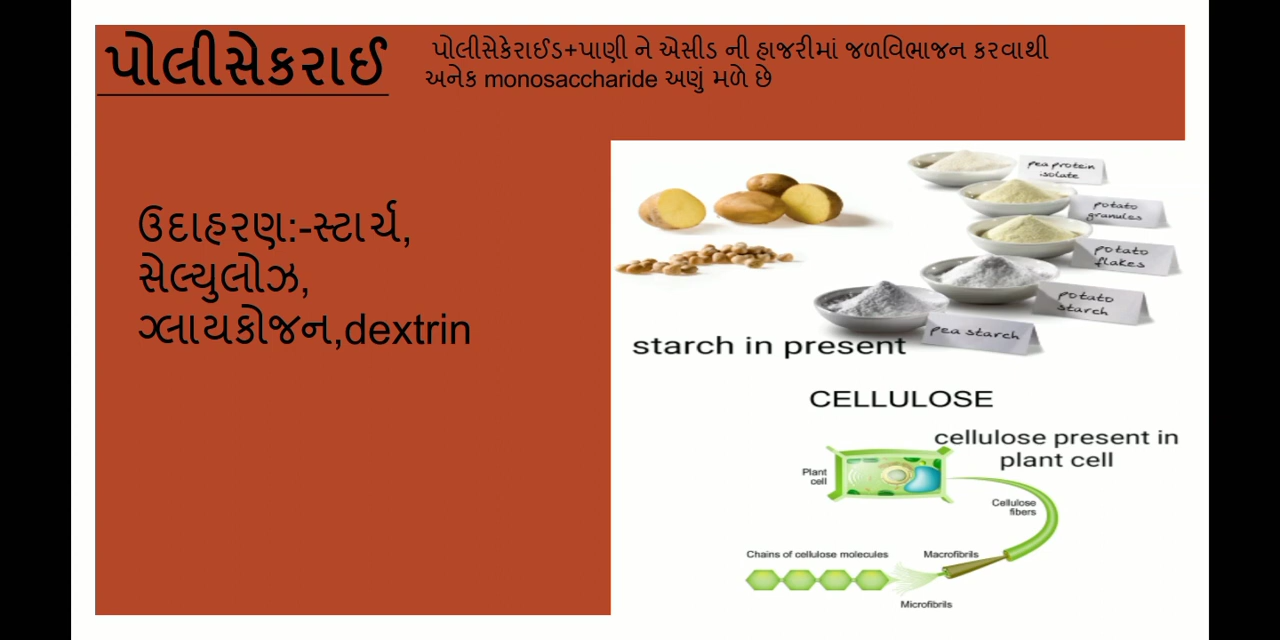 પોલીસેકરાઈ
પોલીસેકેરાઈડ+પાણી ને એસીડ ની હાજરીમાં જળવિભાજન કરવાથી
અનેક monosaccharide અણું મળે છે
ઉદાહરણ:-સ્ટાર્ચ,
સેલ્યુલોઝ,
ગ્લાયકોજન,dextrin
pea protein
isolate
potato
granules
potato
flakes
potato
starch
pea starch
starch in present
CELLULOSE
cellulose present in
plant cell
Plant
cell
Cellulose
fibers
Chains of cellulose molecules
Macrofibrils
Microfibrils